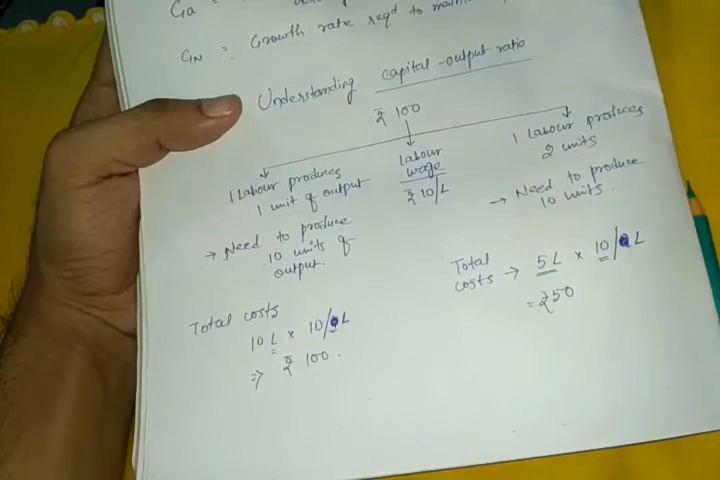 Ga =
GN : Growth rate reqd to
Understanding capital-output ratio
₹ 100
1 Labour produces
1 unit of output
→ Need to produce
10 units of
output.
Total costs
10 L × 10/L
⇒ ₹ 100.
Labour
wage
₹ 10/L
1 Labour produces
2 units
→ Need to produce
10 units.
Total
costs → 5L × 10/L
= ₹50